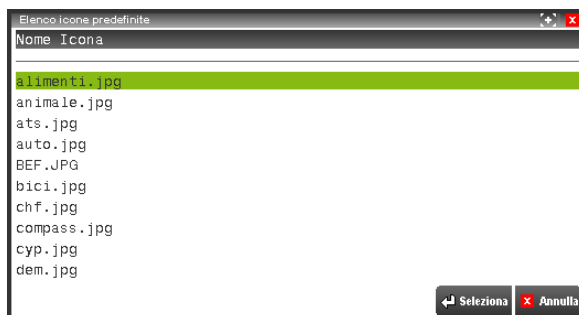 Elenco icone predefinite
Nome Icona
alimenti.jpg
animale.jpg
ats.jpg
auto.jpg
BEF.JPG
bici.jpg
chf.jpg
compass.jpg
cyp.jpg
dem.jpg
Seleziona Annulla